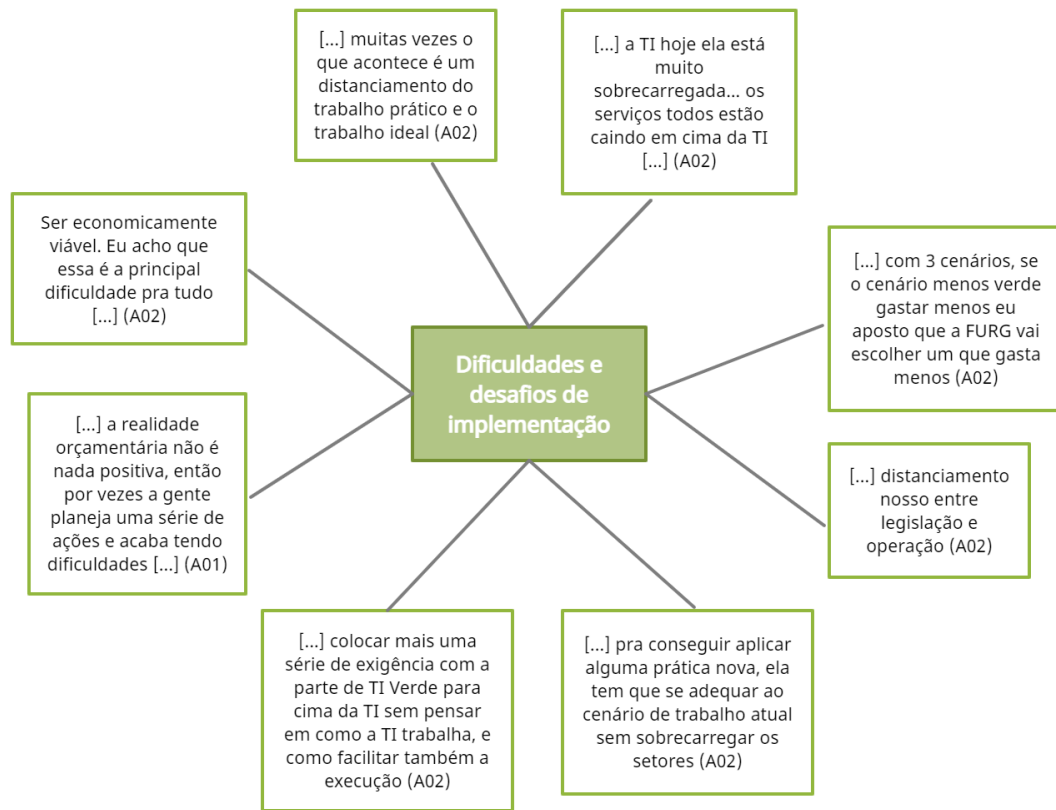 [...] muitas vezes o
que acontece é um
distanciamento do
trabalho prático e o
trabalho ideal (A02)
[...] a TI hoje ela está
muito
sobrecarregada... os
serviços todos estão
caindo em cima da TI
[...] (A02)
Ser economicamente
viável. Eu acho que
essa é a principal
dificuldade pra tudo
[...] (A02)
[...] com 3 cenários, se
o cenário menos verde
gastar menos eu
aposto que a FURG vai
escolher um que gasta
menos (A02)
Dificuldades e
desafios de
implementação
[...] a realidade
orçamentária não é
nada positiva, então
por vezes a gente
planeja uma série de
ações e acaba tendo
dificuldades [...] (A01)
[...] distanciamento
nosso entre
legislação e
operação (A02)
[...] colocar mais uma
série de exigência com a
parte de TI Verde para
cima da TI sem pensar
em como a TI trabalha, e
como facilitar também a
execução (A02)
[...] pra conseguir aplicar
alguma prática nova, ela
tem que se adequar ao
cenário de trabalho atual
sem sobrecarregar os
setores (A02)